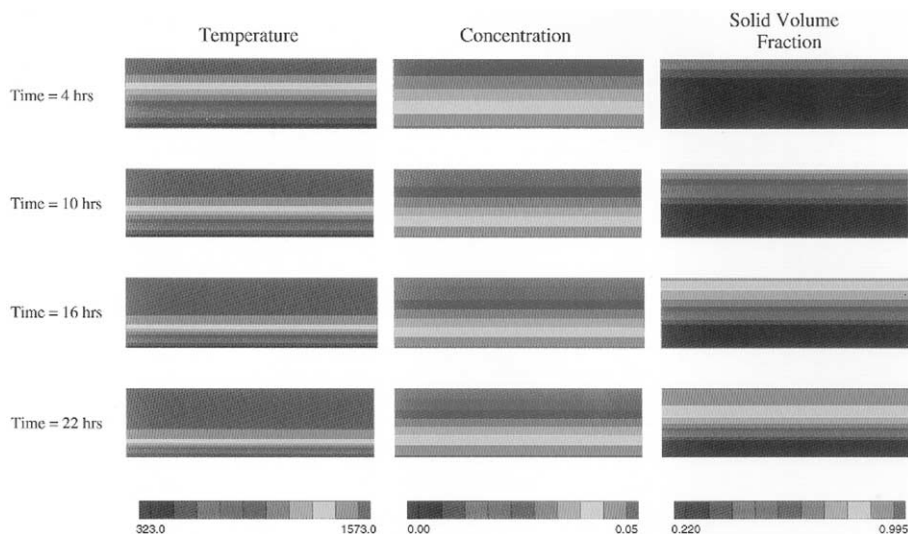 Temperature
Concentration
Solid Volume
Fraction
Time = 4 hrs
Time = 10 hrs
Time = 16 hrs
Time = 22 hrs
323.0 1573.0
0.00 0.05
0.220 0.995